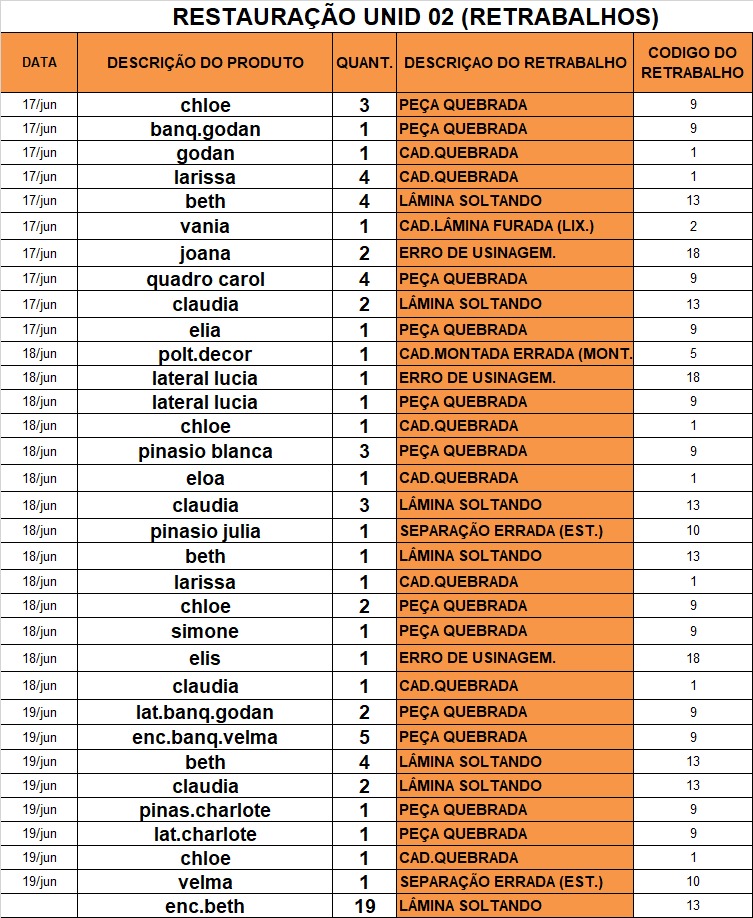 RESTAURAÇÃO UNID 02 (RETRABALHOS)
DATA DESCRIÇÃO DO PRODUTO QUANT. DESCRIÇAO DO RETRABALHO CODIGO DO RETRABALHO
17/jun chloe 3 PEÇA QUEBRADA 9
17/jun banq.godan 1 PEÇA QUEBRADA 9
17/jun godan 1 CAD.QUEBRADA 1
17/jun larissa 4 CAD.QUEBRADA 1
17/jun beth 4 LÂMINA SOLTANDO 13
17/jun vania 1 CAD.LÂMINA FURADA (LIX.) 2
17/jun joana 2 ERRO DE USINAGEM. 18
17/jun quadro carol 4 PEÇA QUEBRADA 9
17/jun claudia 2 LÂMINA SOLTANDO 13
17/jun elia 1 PEÇA QUEBRADA 9
18/jun polt.decor 1 CAD.MONTADA ERRADA (MONT. 5
18/jun lateral lucia 1 ERRO DE USINAGEM. 18
18/jun lateral lucia 1 PEÇA QUEBRADA 9
18/jun chloe 1 CAD.QUEBRADA 1
18/jun pinasio blanca 3 PEÇA QUEBRADA 9
18/jun eloa 1 CAD.QUEBRADA 1
18/jun claudia 3 LÂMINA SOLTANDO 13
18/jun pinasio julia 1 SEPARAÇÃO ERRADA (EST.) 10
18/jun beth 1 LÂMINA SOLTANDO 13
18/jun larissa 1 CAD.QUEBRADA 1
18/jun chloe 2 PEÇA QUEBRADA 9
18/jun simone 1 PEÇA QUEBRADA 9
18/jun elis 1 ERRO DE USINAGEM. 18
18/jun claudia 1 CAD.QUEBRADA 1
19/jun lat.banq.godan 2 PEÇA QUEBRADA 9
19/jun enc.banq.velma 5 PEÇA QUEBRADA 9
19/jun beth 4 LÂMINA SOLTANDO 13
19/jun claudia 2 LÂMINA SOLTANDO 13
19/jun pinas.charlote 1 PEÇA QUEBRADA 9
19/jun lat.charlote 1 PEÇA QUEBRADA 9
19/jun chloe 1 CAD.QUEBRADA 1
19/jun velma 1 SEPARAÇÃO ERRADA (EST.) 10
enc.beth 19 LÂMINA SOLTANDO 13